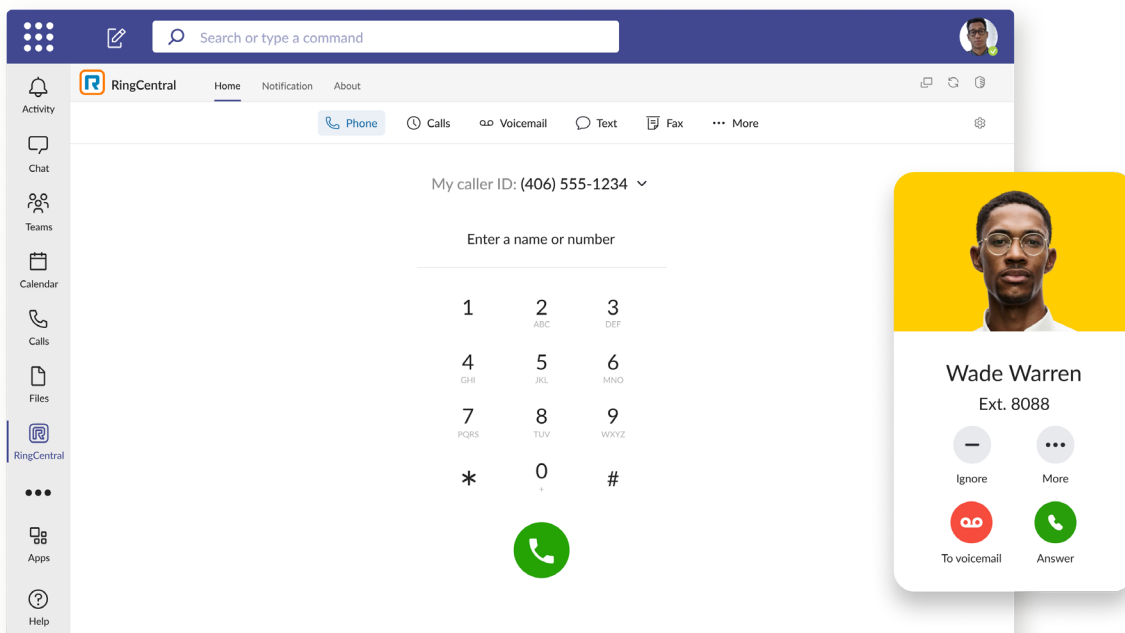 Search or type a command
Activity
Chat
Teams
Calendar
Calls
Files
RingCentral
Apps
Help
R RingCentral Home Notification About
Phone Calls Voicemail Text Fax More
My caller ID: (406) 555-1234
Enter a name or number
1 2 3
ABC DEF
4 5 6
GHI JKL MNO
7 8 9
PQRS TUV WXYZ
* 0 #
+
Wade Warren
Ext. 8088
Ignore More
To voicemail Answer